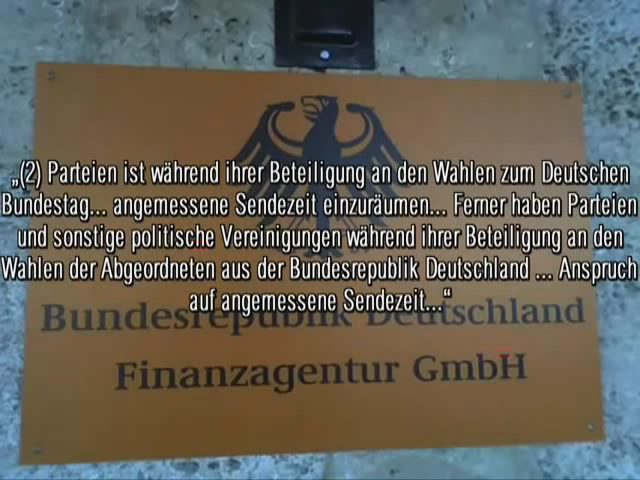 „(2) Parteien ist während ihrer Beteiligung an den Wahlen zum Deutschen
Bundestag... angemessene Sendezeit einzuräumen... Ferner haben Parteien
und sonstige politische Vereinigungen während ihrer Beteiligung an den
Wahlen der Abgeordneten aus der Bundesrepublik Deutschland ... Anspruch
auf angemessene Sendezeit...“
Bundesrepublik Deutschland
Finanzagentur GmbH